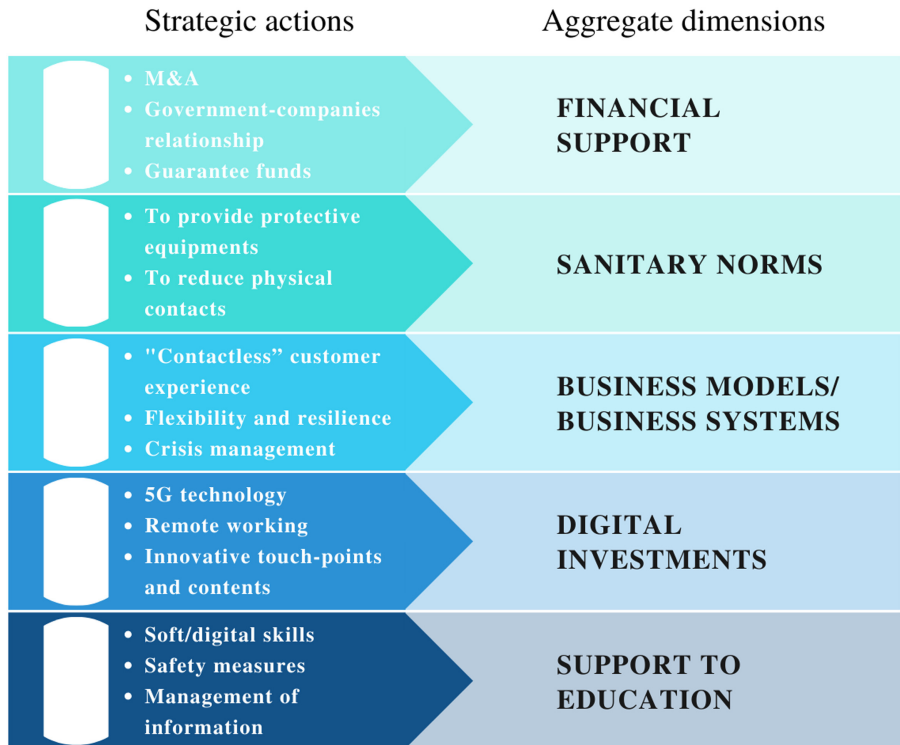 Strategic actions
Aggregate dimensions
• M&A
• Government-companies
relationship
• Guarantee funds
FINANCIAL
SUPPORT
• To provide protective
equipments
• To reduce physical
contacts
SANITARY NORMS
• "Contactless” customer
experience
• Flexibility and resilience
• Crisis management
BUSINESS MODELS/
BUSINESS SYSTEMS
• 5G technology
• Remote working
• Innovative touch-points
and contents
DIGITAL
INVESTMENTS
• Soft/digital skills
• Safety measures
• Management of
information
SUPPORT TO
EDUCATION